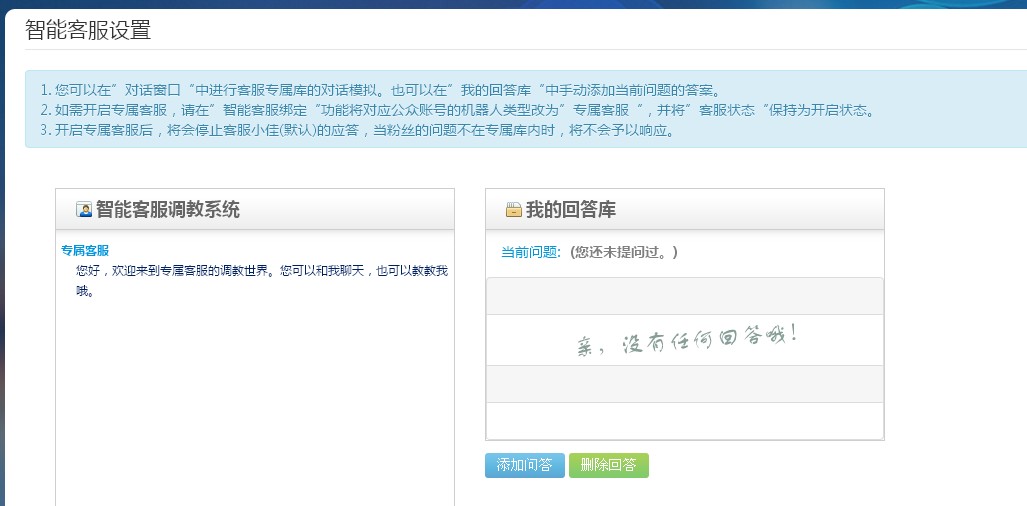 智能客服设置
1. 您可以在”对话窗口“中进行客服专属库的对话模拟。也可以在”我的回答库“中手动添加当前问题的答案。
2. 如需开启专属客服，请在”智能客服绑定“功能将对应公众账号的机器人类型改为”专属客服“，并将”客服状态“保持为开启状态。
3. 开启专属客服后，将会停止客服小佳(默认)的应答，当粉丝的问题不在专属库内时，将不会予以响应。
智能客服调教系统
专属客服
您好，欢迎来到专属客服的调教世界。您可以和我聊天，也可以教教我
哦。
我的回答库
当前问题：(您还未提问过。)
亲，没有任何回答哦！
添加问答 删除回答